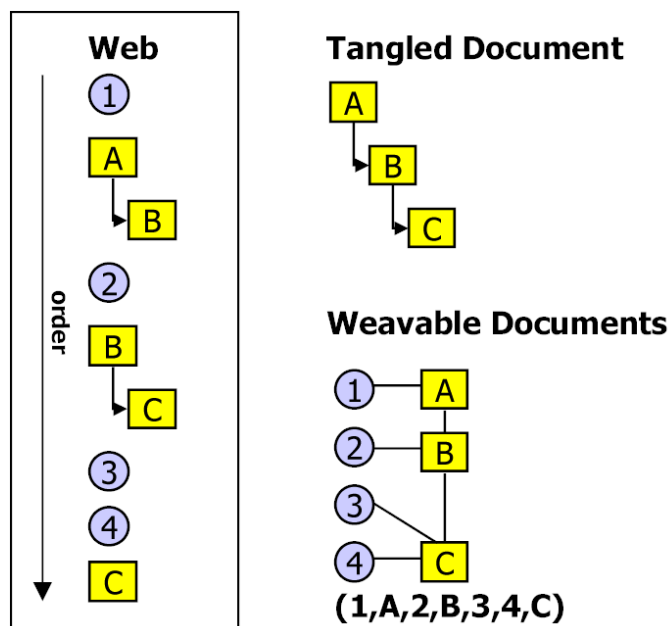 Web
1
A
B
2
B
C
3
4
C
order
Tangled Document
A
B
C
Weavable Documents
1
A
2
B
3
4
C
(1,A,2,B,3,4,C)